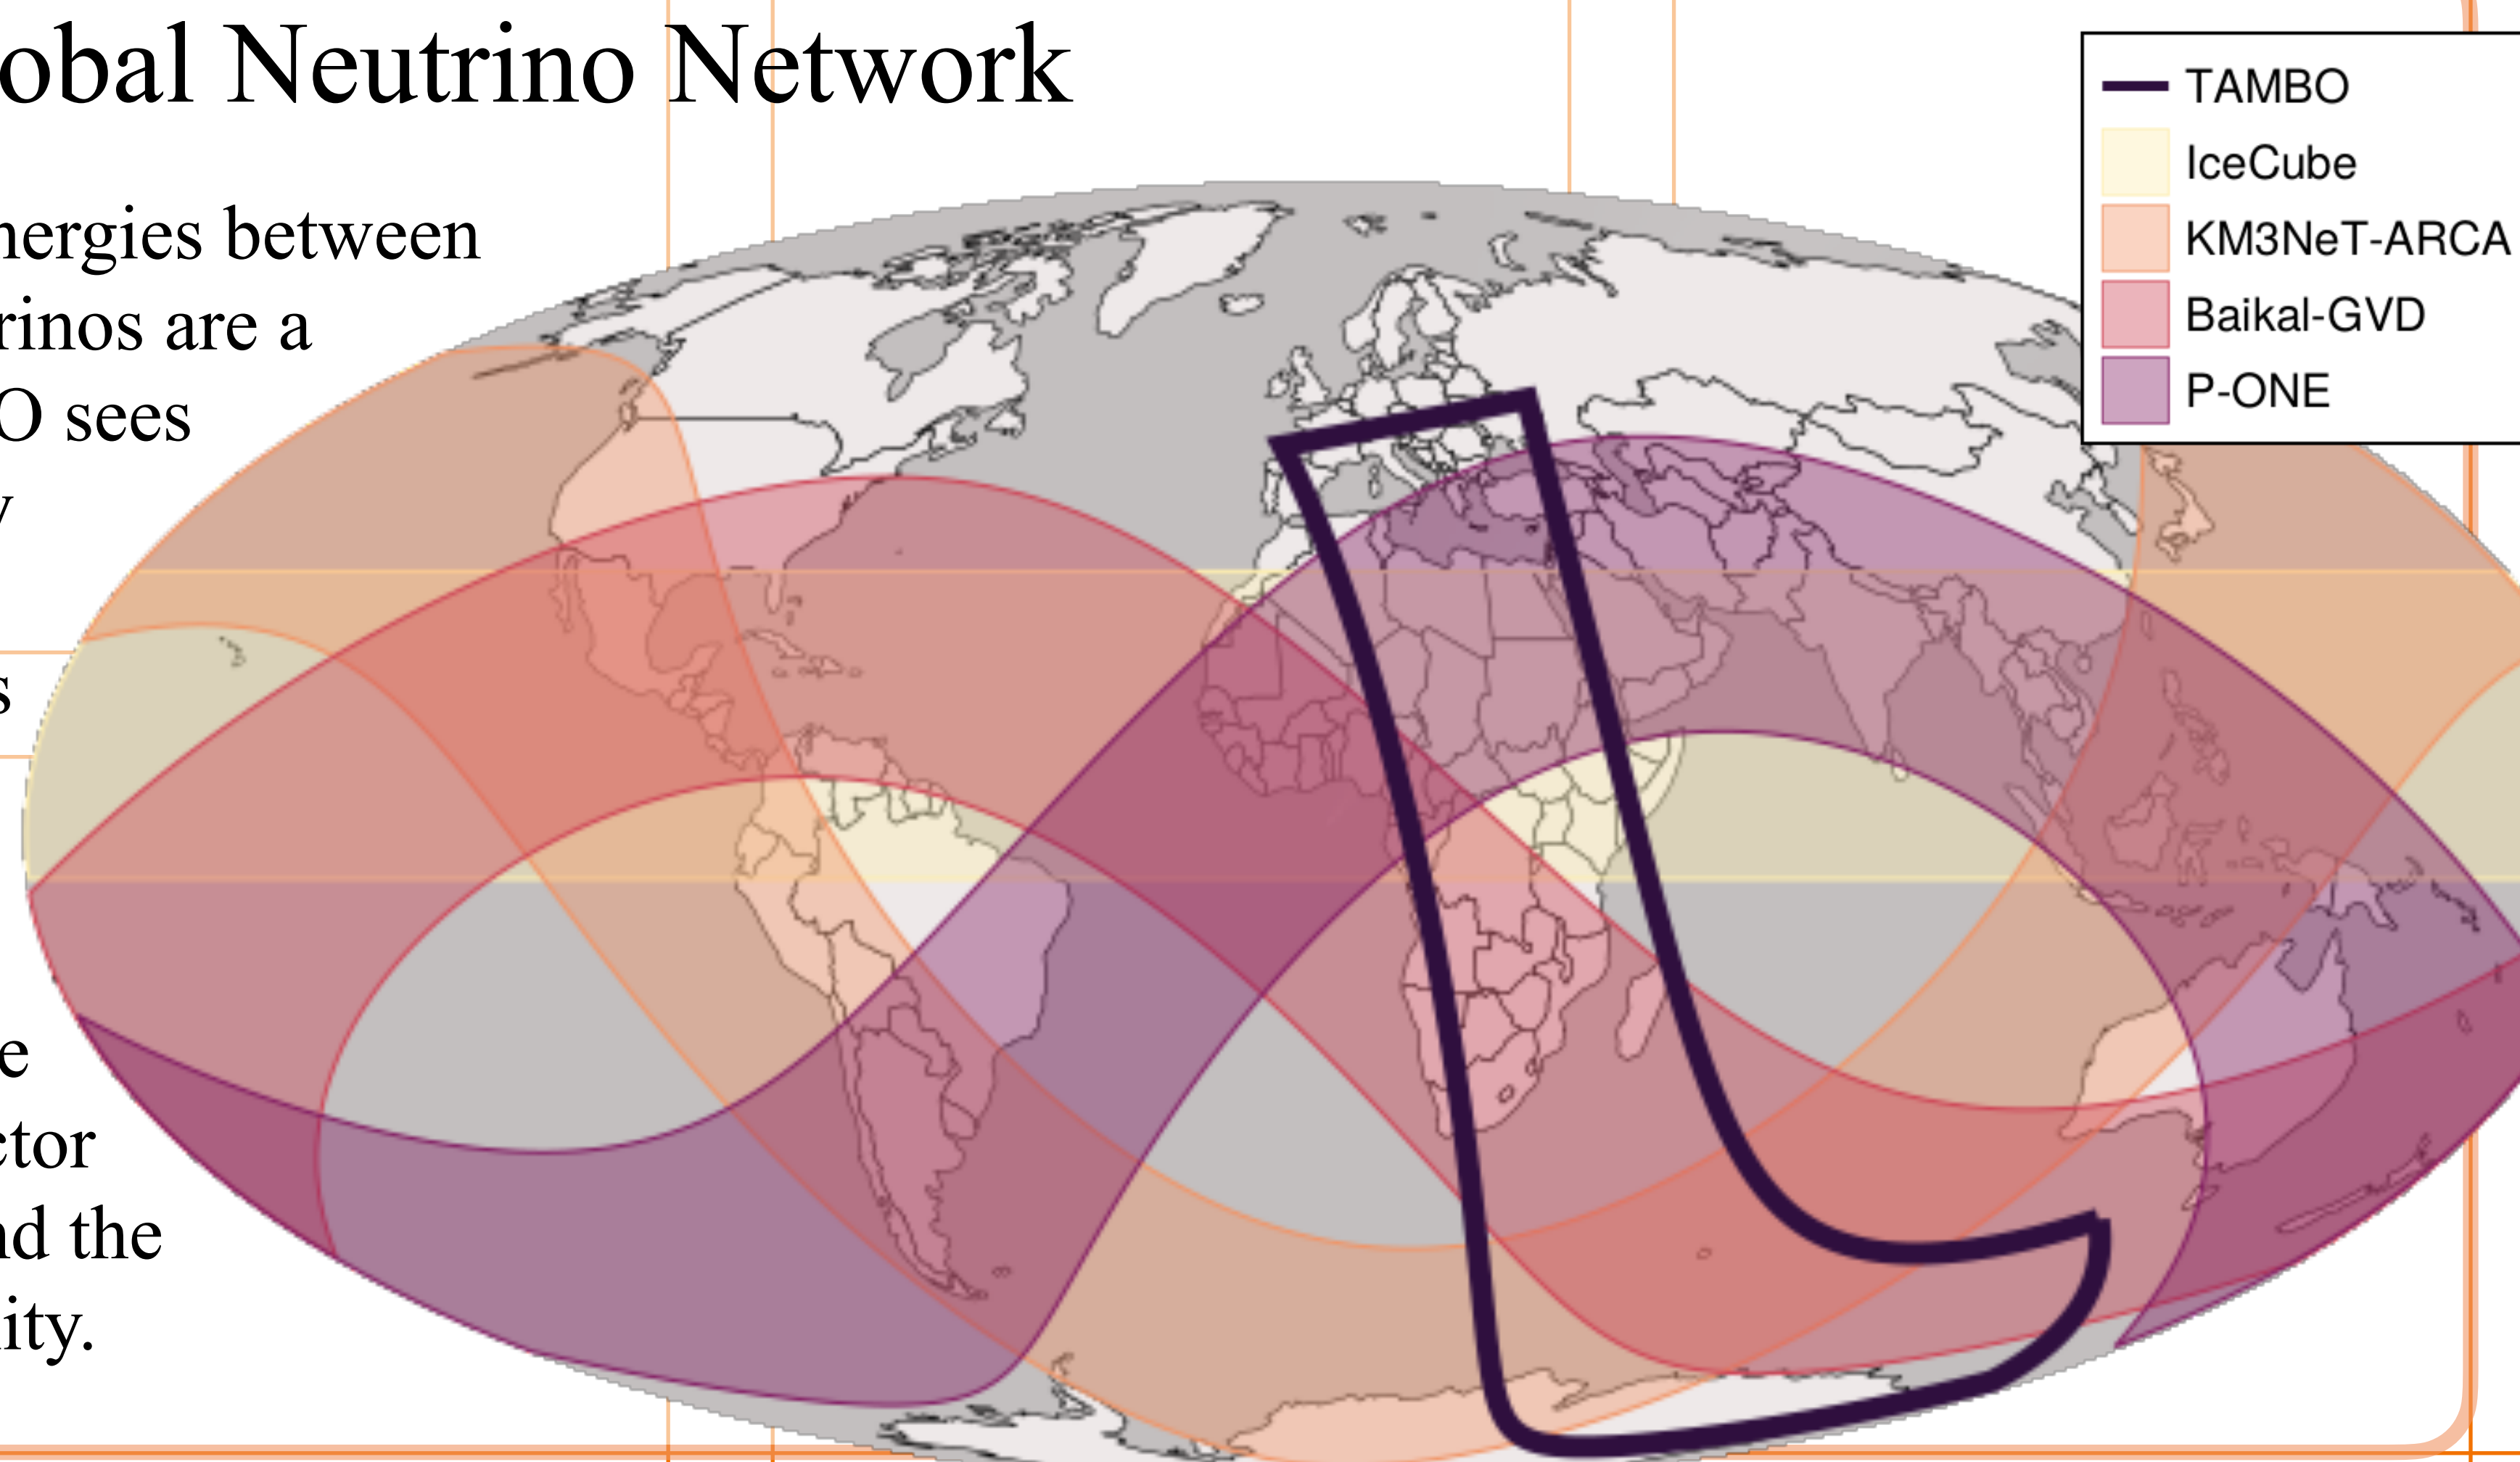 obal Neutrino Network
nergies between
rinos are a
O sees
y
s
e
ctor
nd the
ity.
TAMBO
IceCube
KM3NeT-ARCA
Baikal-GVD
P-ONE